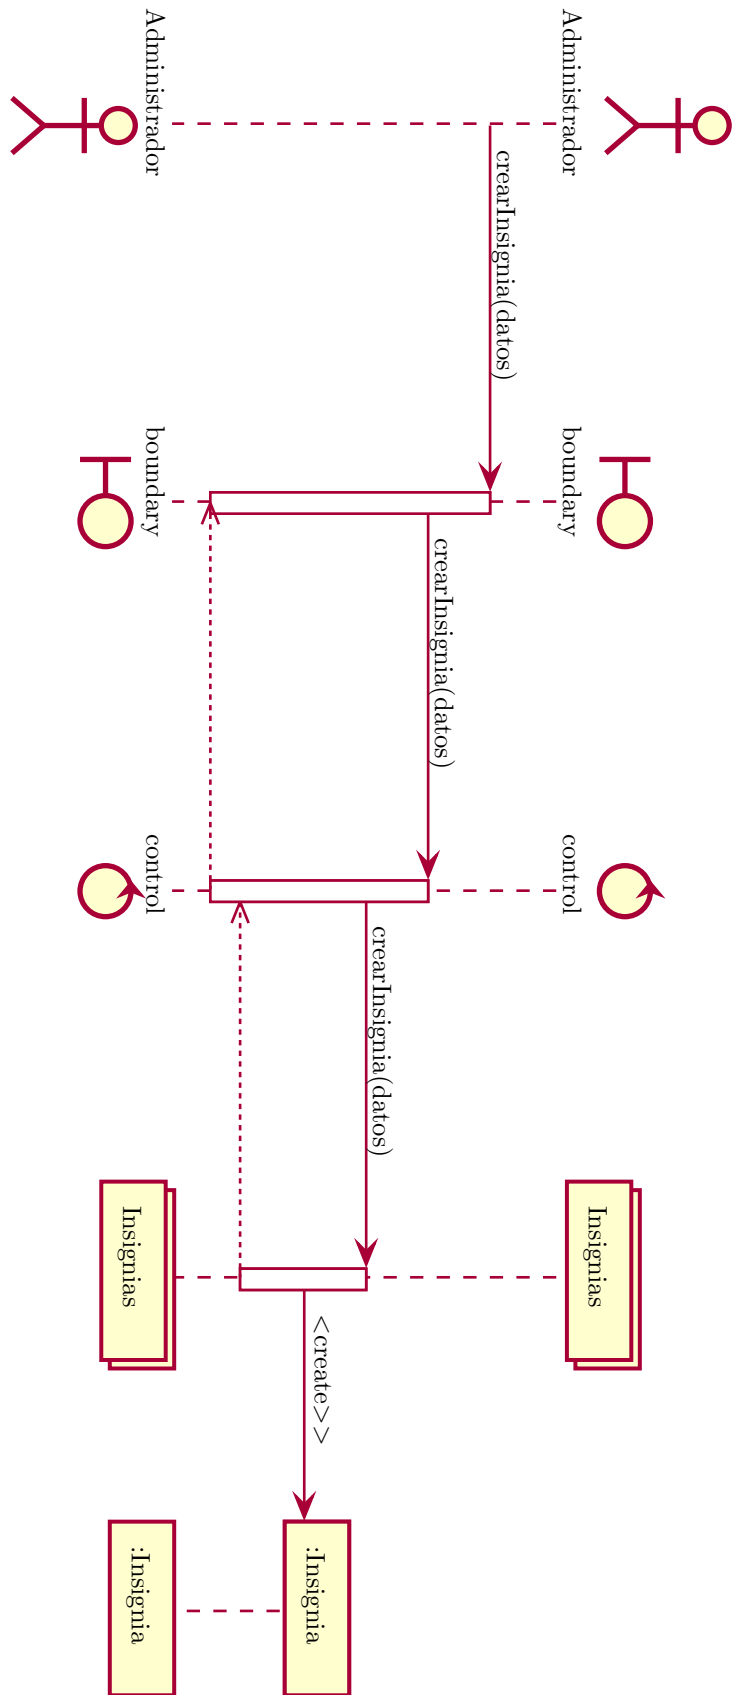 Administrador
boundary
control
Insignias
crearInsignia(datos)
crearInsignia(datos)
crearInsignia(datos)
<create>>
:Insignia
Administrador
boundary
control
Insignias
:Insignia